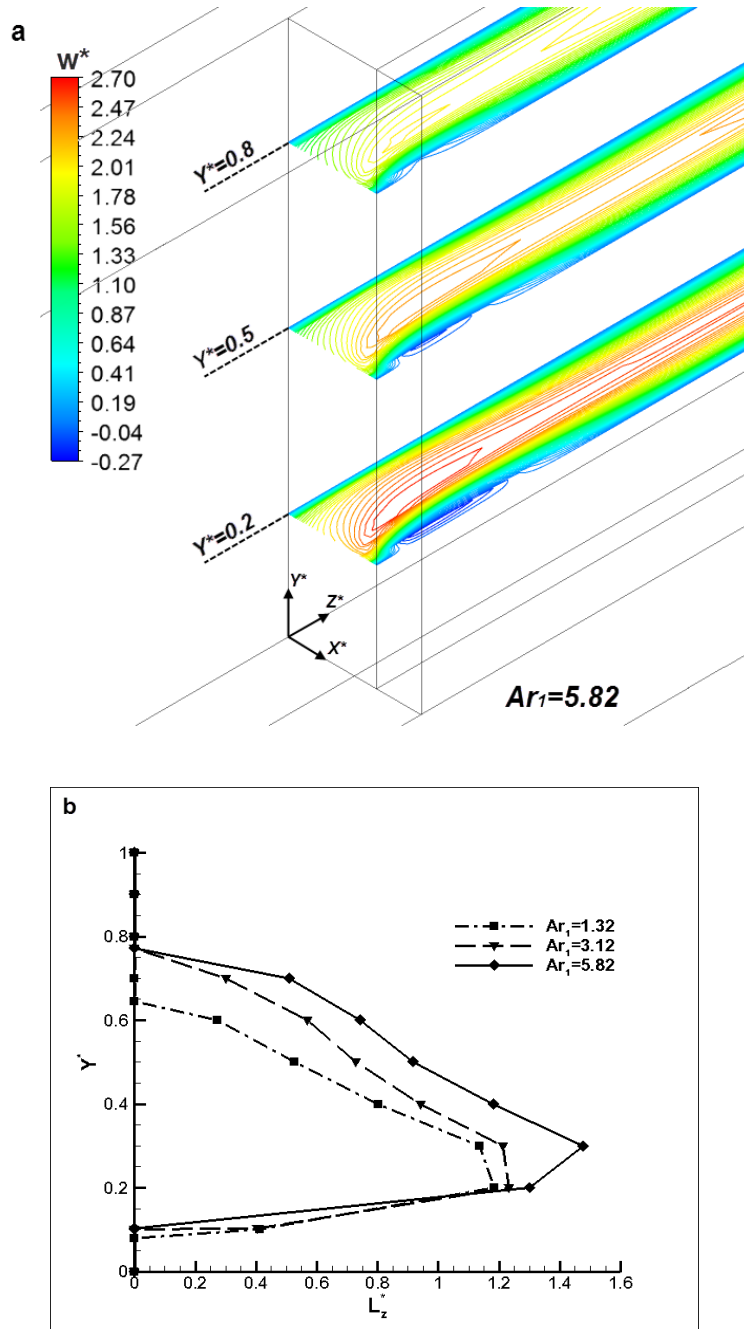 a
W*
2.70
2.47
2.24
2.01
1.78
1.56
1.33
1.10
0.87
0.64
0.41
0.19
-0.04
-0.27
Y*=0.8
Y*=0.5
Y*=0.2
Y*
Z*
X*
Ar₁=5.82
b
1
0.8
0.6
0.4
0.2
0
Y*
Ar₁=1.32
Ar₁=3.12
Ar₁=5.82
0 0.2 0.4 0.6 0.8 1 1.2 1.4 1.6
L*z